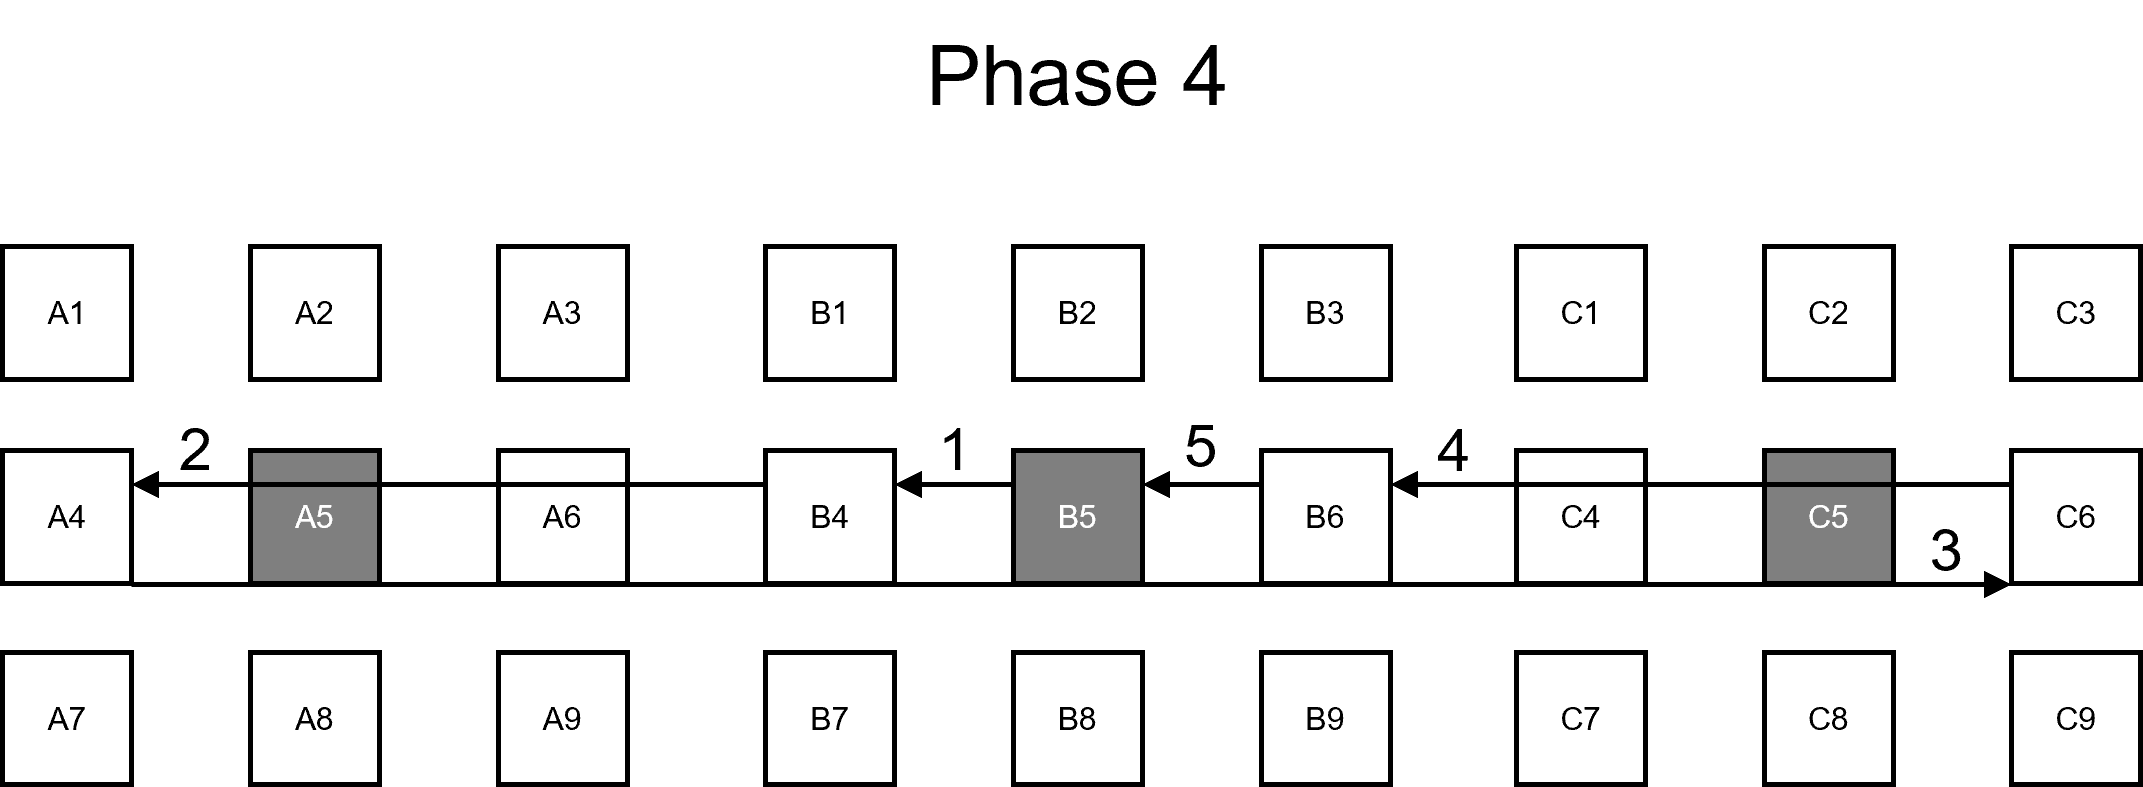 Phase 4
A1 A2 A3 B1 B2 B3 C1 C2 C3
2 1 5 4
A4 A5 A6 B4 B5 B6 C4 C5 C6
3
A7 A8 A9 B7 B8 B9 C7 C8 C9